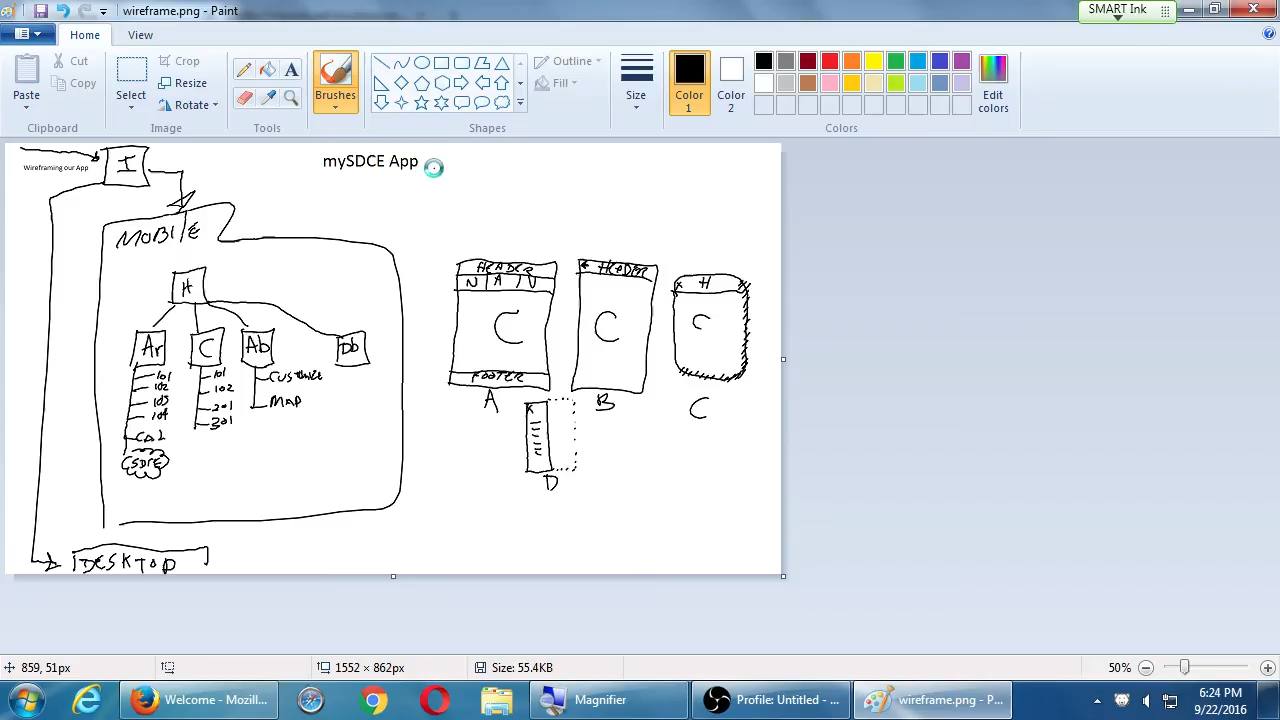 wireframe.png - Paint
SMART Ink
Home View
Paste
Cut
Copy
Clipboard
Select
Crop
Resize
Rotate
Image
A
Tools
Brushes
Outline
Fill
Shapes
Size
Color 1
Color 2
Edit colors
Colors
Wireframing our App
I
mySDCE App
MOBILE
H
Ar C Ab Db
101
102
103
104
CAL
SDCE
101
102
201
301
MAP
DESKTOP
HEADER
N A V
C
FOOTER
A
HEADER
C
B
x H
C
C
x
D
859, 51px
1552 × 862px
Size: 55.4KB
50%
Welcome - Mozill...
Magnifier
Profile: Untitled - ...
wireframe.png - P...
6:24 PM
9/22/2016